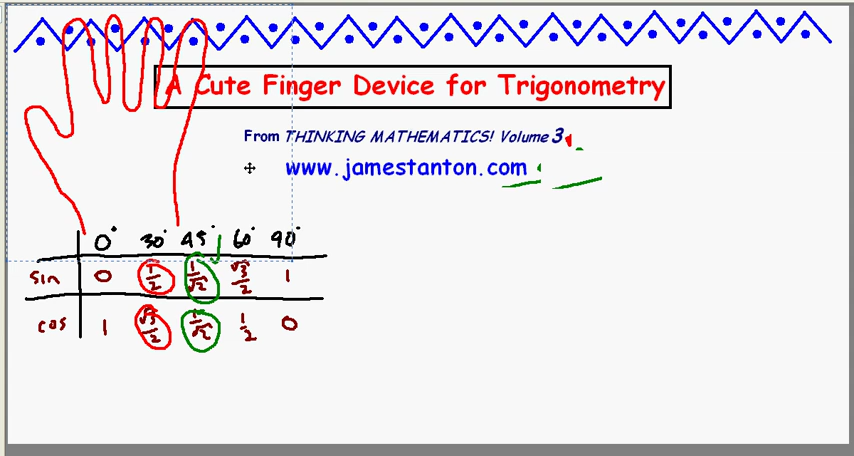 A Cute Finger Device for Trigonometry
From THINKING MATHEMATICS! Volume 3
www.jamestanton.com
0° 30° 45° 60° 90°
sin 0 1/2 1/√2 √3/2 1
cos 1 √3/2 1/√2 1/2 0